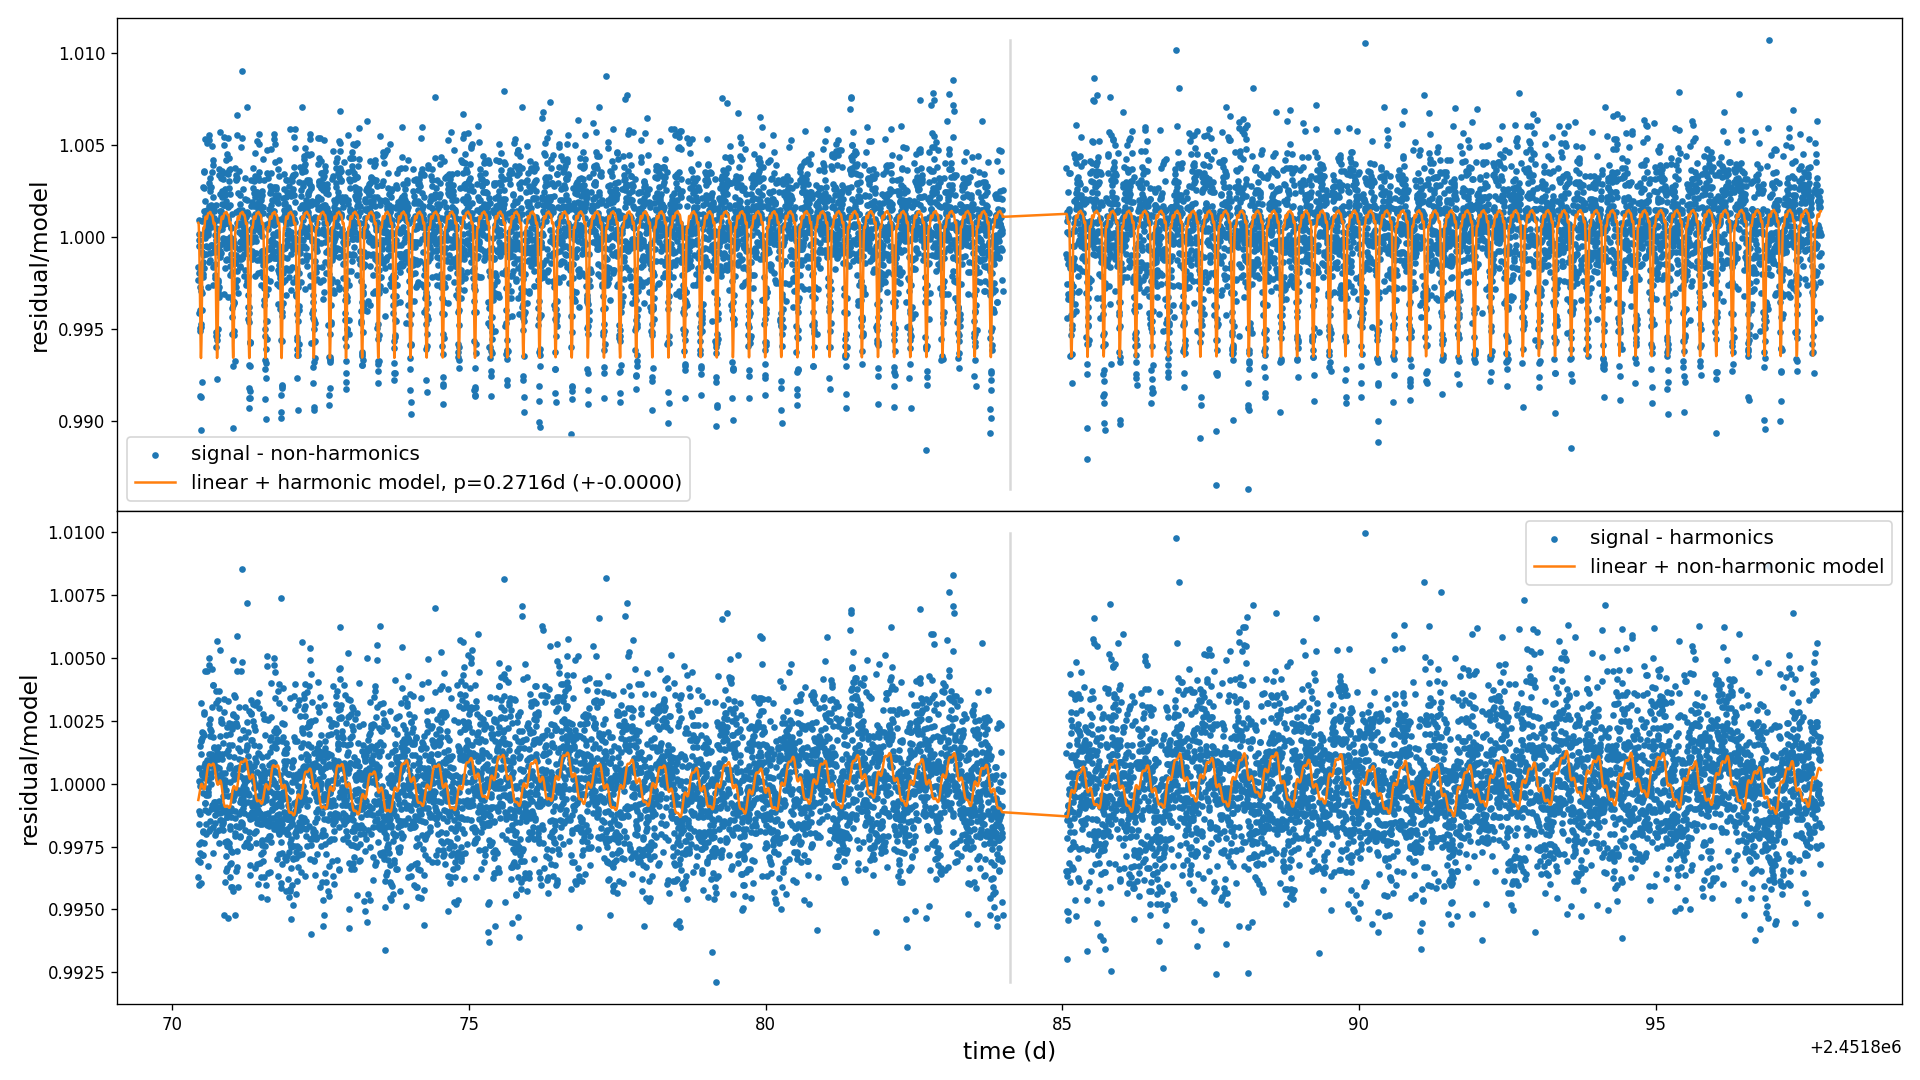 1.010
1.005
1.000
0.995
0.990
residual/model
signal - non-harmonics
linear + harmonic model, p=0.2716d (+-0.0000)
1.0100
1.0075
1.0050
1.0025
1.0000
0.9975
0.9950
0.9925
residual/model
signal - harmonics
linear + non-harmonic model
70
75
80
85
90
95
time (d)
+2.4518e6